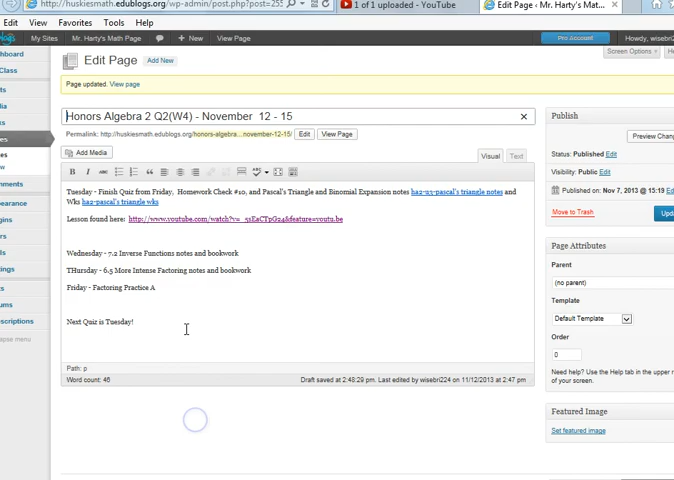 http://huskiesmath.edublogs.org/wp-admin/post.php?post=255
1 of 1 uploaded - YouTube
Edit Page ‹ Mr. Harty's Math...
Edit View Favorites Tools Help
My Sites Mr. Harty's Math Page + New View Page
Pro Account
Howdy, wisebri224
Screen Options
Edit Page Add New
Page updated. View page
Honors Algebra 2 Q2(W4) - November 12 - 15
Permalink: http://huskiesmath.edublogs.org/honors-algebra...november-12-15/ Edit View Page
Add Media
Visual Text
Tuesday - Finish Quiz from Friday, Homework Check #10, and Pascal's Triangle and Binomial Expansion notes ha2-u3-pascal's triangle notes and
Wks ha2-pascal's triangle wks
Lesson found here: http://www.youtube.com/watch?v=_51EaCTpG24&feature=youtu.be
Wednesday - 7.2 Inverse Functions notes and bookwork
THursday - 6.5 More Intense Factoring notes and bookwork
Friday - Factoring Practice A
Next Quiz is Tuesday!
Path: p
Word count: 46
Draft saved at 2:48:29 pm. Last edited by wisebri224 on 11/12/2013 at 2:47 pm
Publish
Preview Chang
Status: Published Edit
Visibility: Public Edit
Published on: Nov 7, 2013 @ 15:19 Edit
Move to Trash
Upda
Page Attributes
Parent
(no parent)
Template
Default Template
Order
0
Need help? Use the Help tab in the upper r
of your screen.
Featured Image
Set featured image